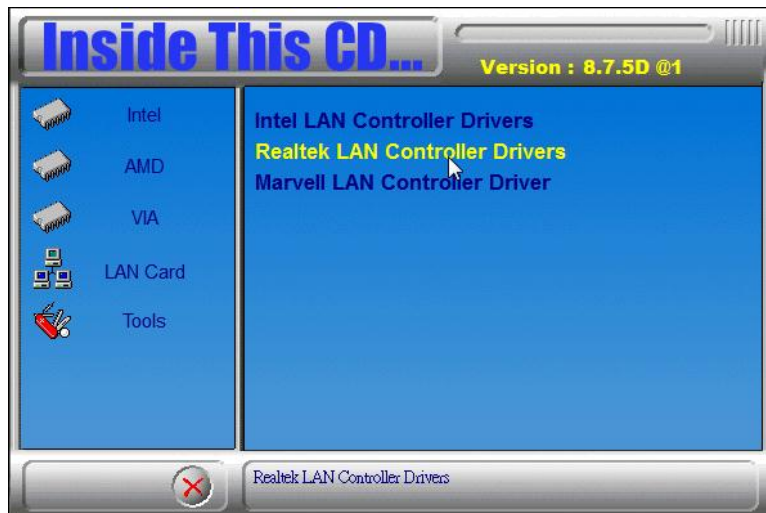 Inside This CD...
Version : 8.7.5D @1
Intel
AMD
VIA
LAN Card
Tools
Intel LAN Controller Drivers
Realtek LAN Controller Drivers
Marvell LAN Controller Driver
Realtek LAN Controller Drivers